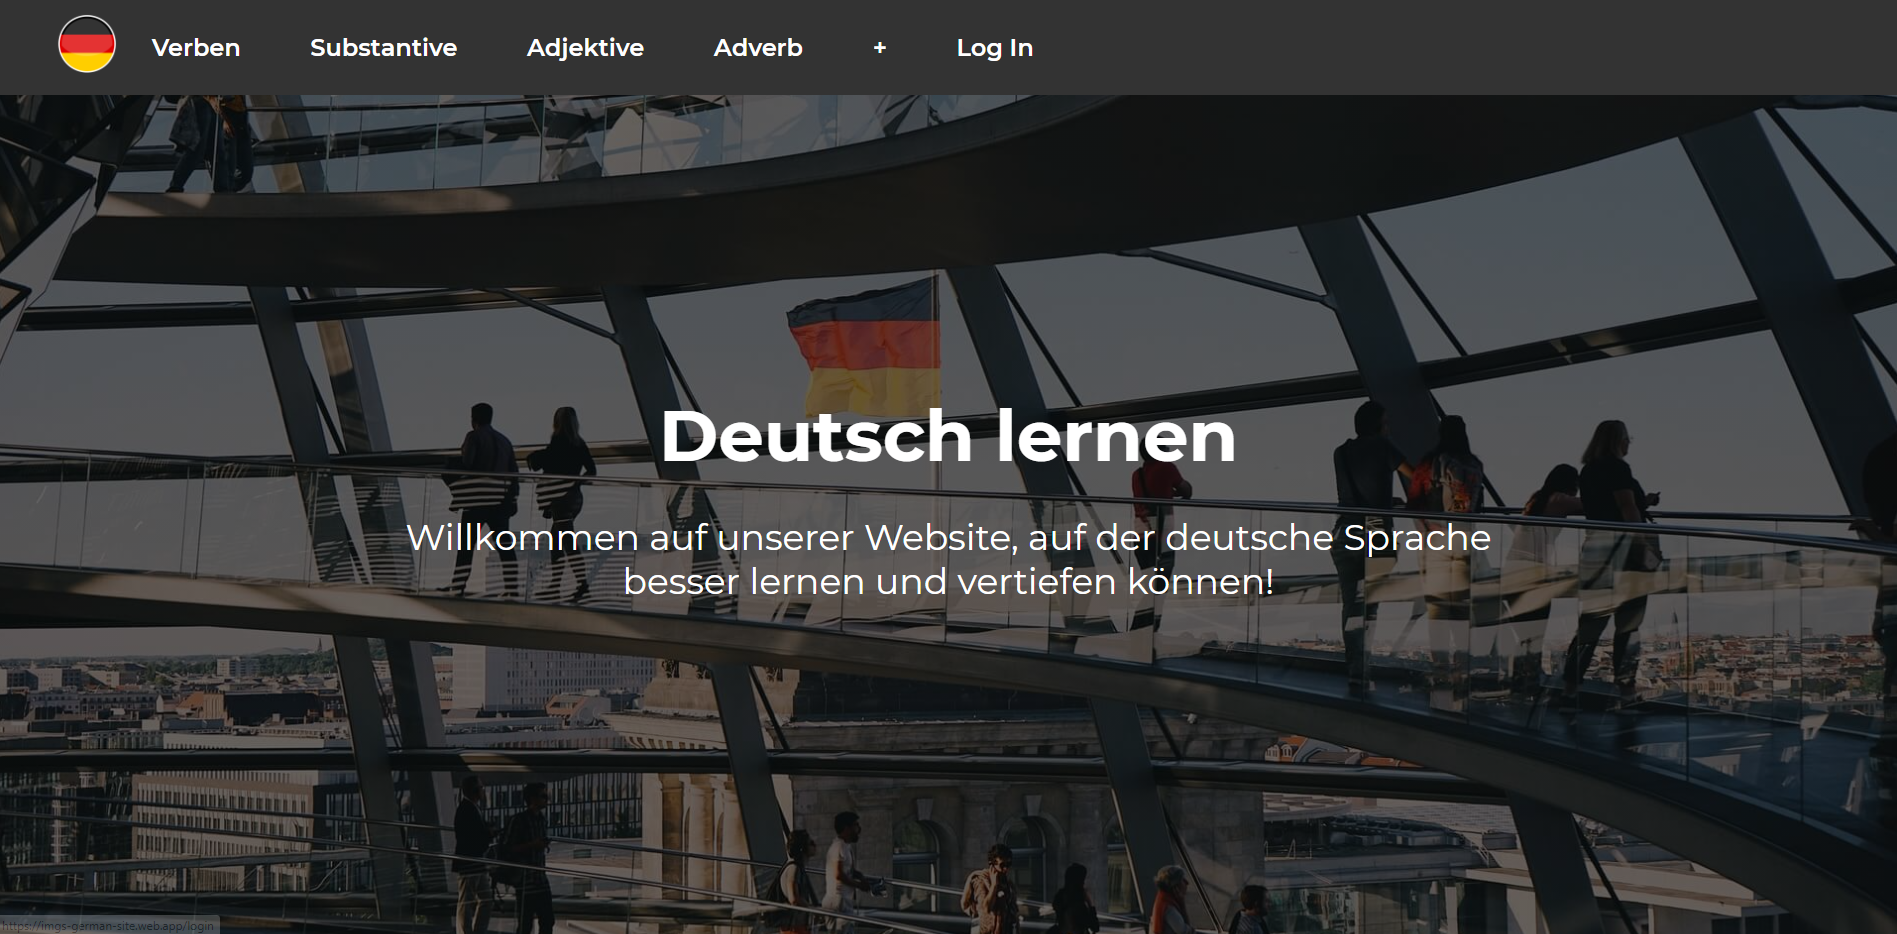 Verben Substantive Adjektive Adverb + Log In
Deutsch lernen
Willkommen auf unserer Website, auf der deutsche Sprache
besser lernen und vertiefen können!
https://imgs-german-site.web.app/login